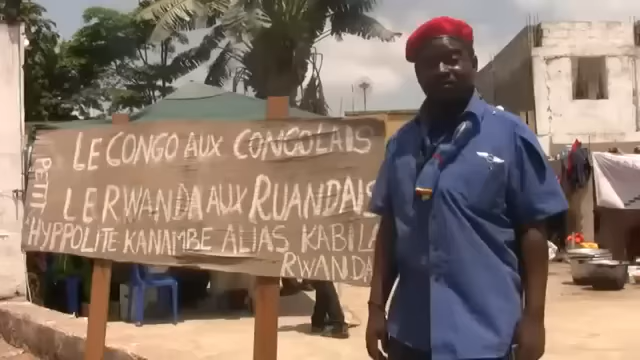 LE CONGO AUX CONGOLAIS
LE RWANDA AUX RUANDAIS
PETIT
HYPPOLITE KANAMBE ALIAS KABILA
RWANDA